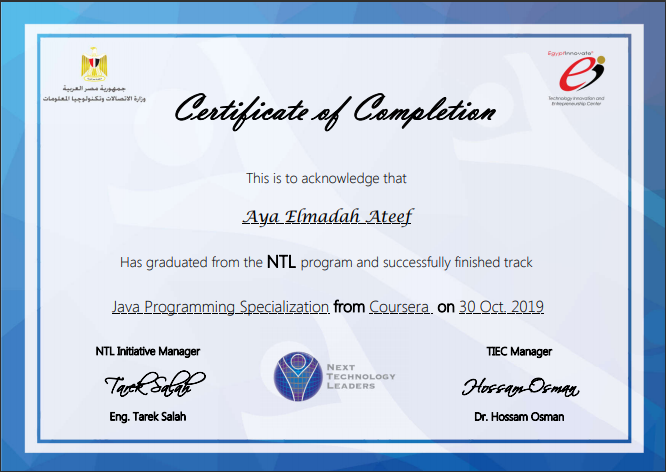 جمهورية مصر العربية
وزارة الاتصالات وتكنولوجيا المعلومات
EgyptInnovate
Technology Innovation and
Entrepreneurship Center
Certificate of Completion
This is to acknowledge that
Aya Elmadah Ateef
Has graduated from the NTL program and successfully finished track
Java Programming Specialization from Coursera on 30 Oct. 2019
NTL Initiative Manager
TIEC Manager
Tarek Salah
NEXT
TECHNOLOGY
LEADERS
Hossam Osman
Eng. Tarek Salah
Dr. Hossam Osman